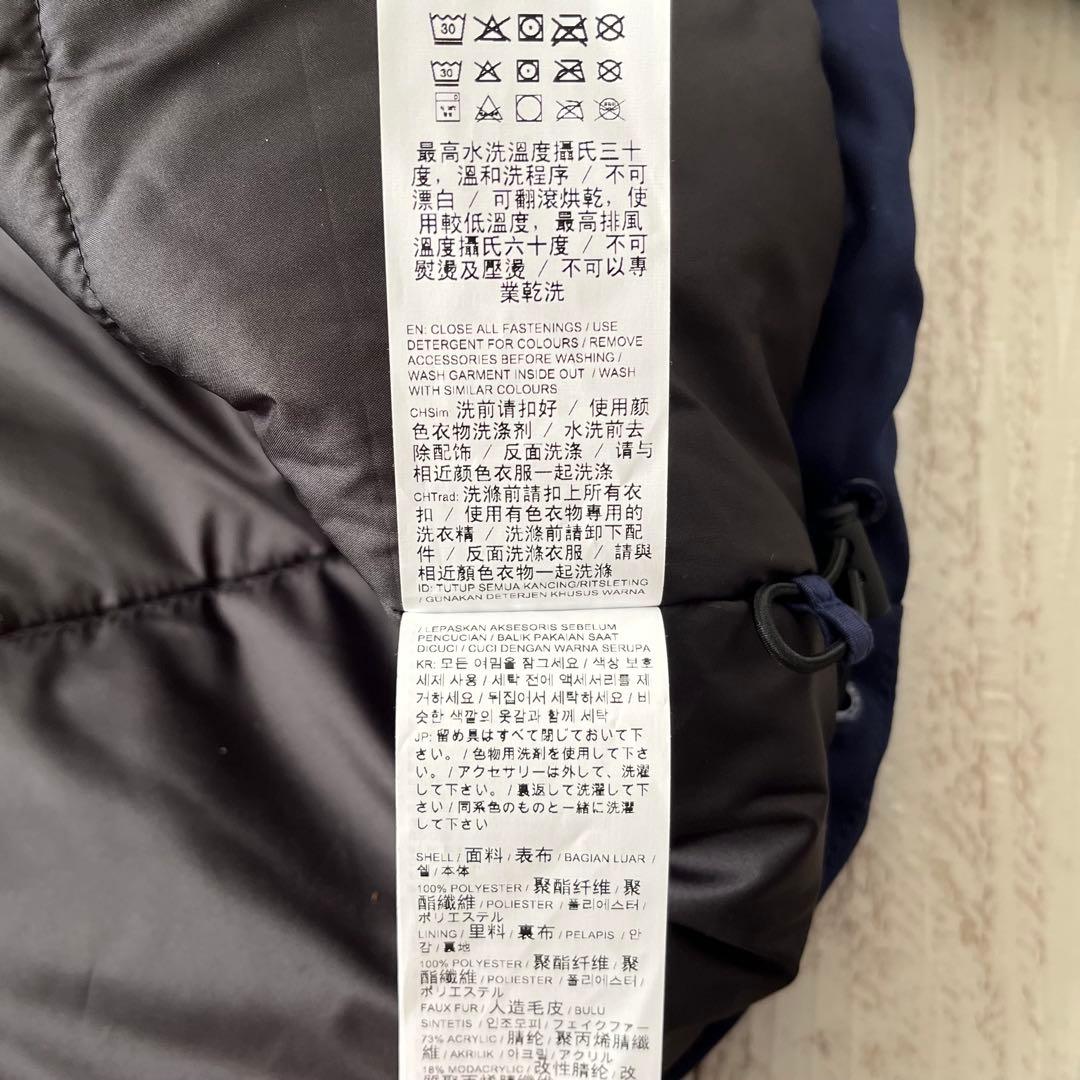 30
30
最高水洗溫度攝氏三十
度，溫和洗程序 / 不可
漂白 / 可翻滾烘乾，使
用較低溫度，最高排風
溫度攝氏六十度 / 不可
熨燙及壓燙 / 不可以專
業乾洗
EN: CLOSE ALL FASTENINGS / USE
DETERGENT FOR COLOURS / REMOVE
ACCESSORIES BEFORE WASHING /
WASH GARMENT INSIDE OUT / WASH
WITH SIMILAR COLOURS
CHSim 洗前请扣好 / 使用颜
色衣物洗涤剂 / 水洗前去
除配饰 / 反面洗涤 / 请与
相近颜色衣服一起洗涤
CHTrad: 洗滌前請扣上所有衣
扣 / 使用有色衣物專用的
洗衣精 / 洗滌前請卸下配
件 / 反面洗滌衣服 / 請與
相近顏色衣物一起洗滌
ID: TUTUP SEMUA KANCING/RITSLETING
/ GUNAKAN DETERJEN KHUSUS WARNA
/ LEPASKAN AKSESORIS SEBELUM
PENCUCIAN / BALIK PAKAIAN SAAT
DICUCI / CUCI DENGAN WARNA SERUPA
KR: 모든 여밈을 잠그세요 / 색상 보호
세제 사용 / 세탁 전에 액세서리를 제
거하세요 / 뒤집어서 세탁하세요 / 비
슷한 색깔의 옷감과 함께 세탁
JP: 留め具はすべて閉じておいて下
さい。/ 色物用洗剤を使用して下さ
い。/ アクセサリーは外して、洗濯
して下さい。/ 裏返して洗濯して下
さい / 同系色のものと一緒に洗濯
して下さい
SHELL / 面料 / 表布 / BAGIAN LUAR /
쉘 / 本体
100% POLYESTER / 聚酯纤维 / 聚
酯纖維 / POLIESTER / 폴리에스터 /
ポリエステル
LINING / 里料 / 裏布 / PELAPIS / 안
감 / 裏地
100% POLYESTER / 聚酯纤维 / 聚
酯纖維 / POLIESTER / 폴리에스터 /
ポリエステル
FAUX FUR / 人造毛皮 / BULU
SINTETIS / 인조모피 / フェイクファー
73% ACRYLIC / 腈纶 / 聚丙烯腈纖
維 / AKRILIK / 아크릴 / アクリル
18% MODACRYLIC / 改性腈纶 / 改